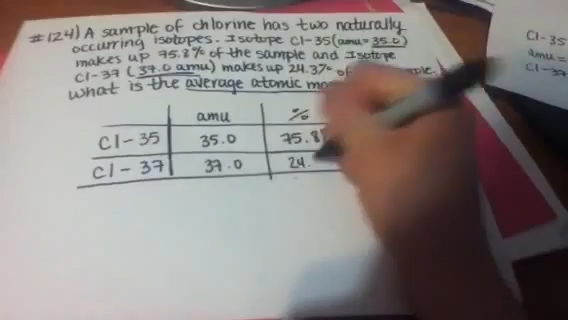 #124) A sample of chlorine has two naturally
occurring isotopes. Isotope Cl-35 (amu= 35.0)
makes up 75.8% of the sample and Isotope
Cl-37 (37.0 amu) makes up 24.3% of
What is the average atomic
amu %
Cl-35 35.0 75.8
Cl-37 37.0 24.
Cl-35
amu =
Cl-37